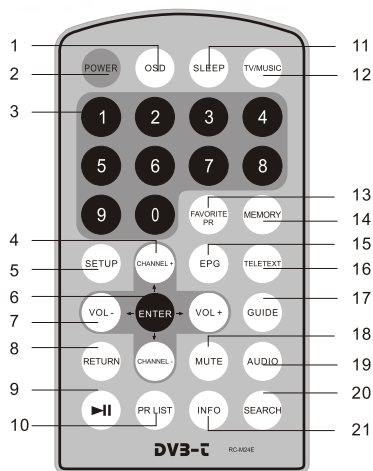 1
2
3
4
5
6
7
8
9
10
11
12
13
14
15
16
17
18
19
20
21
POWER
OSD
SLEEP
TV/MUSIC
1
2
3
4
5
6
7
8
9
0
FAVORITE
PR
MEMORY
SETUP
CHANNEL +
EPG
TELETEXT
VOL -
ENTER
VOL +
GUIDE
RETURN
CHANNEL -
MUTE
AUDIO
PR LIST
INFO
SEARCH
DVB-T
RC-M24E